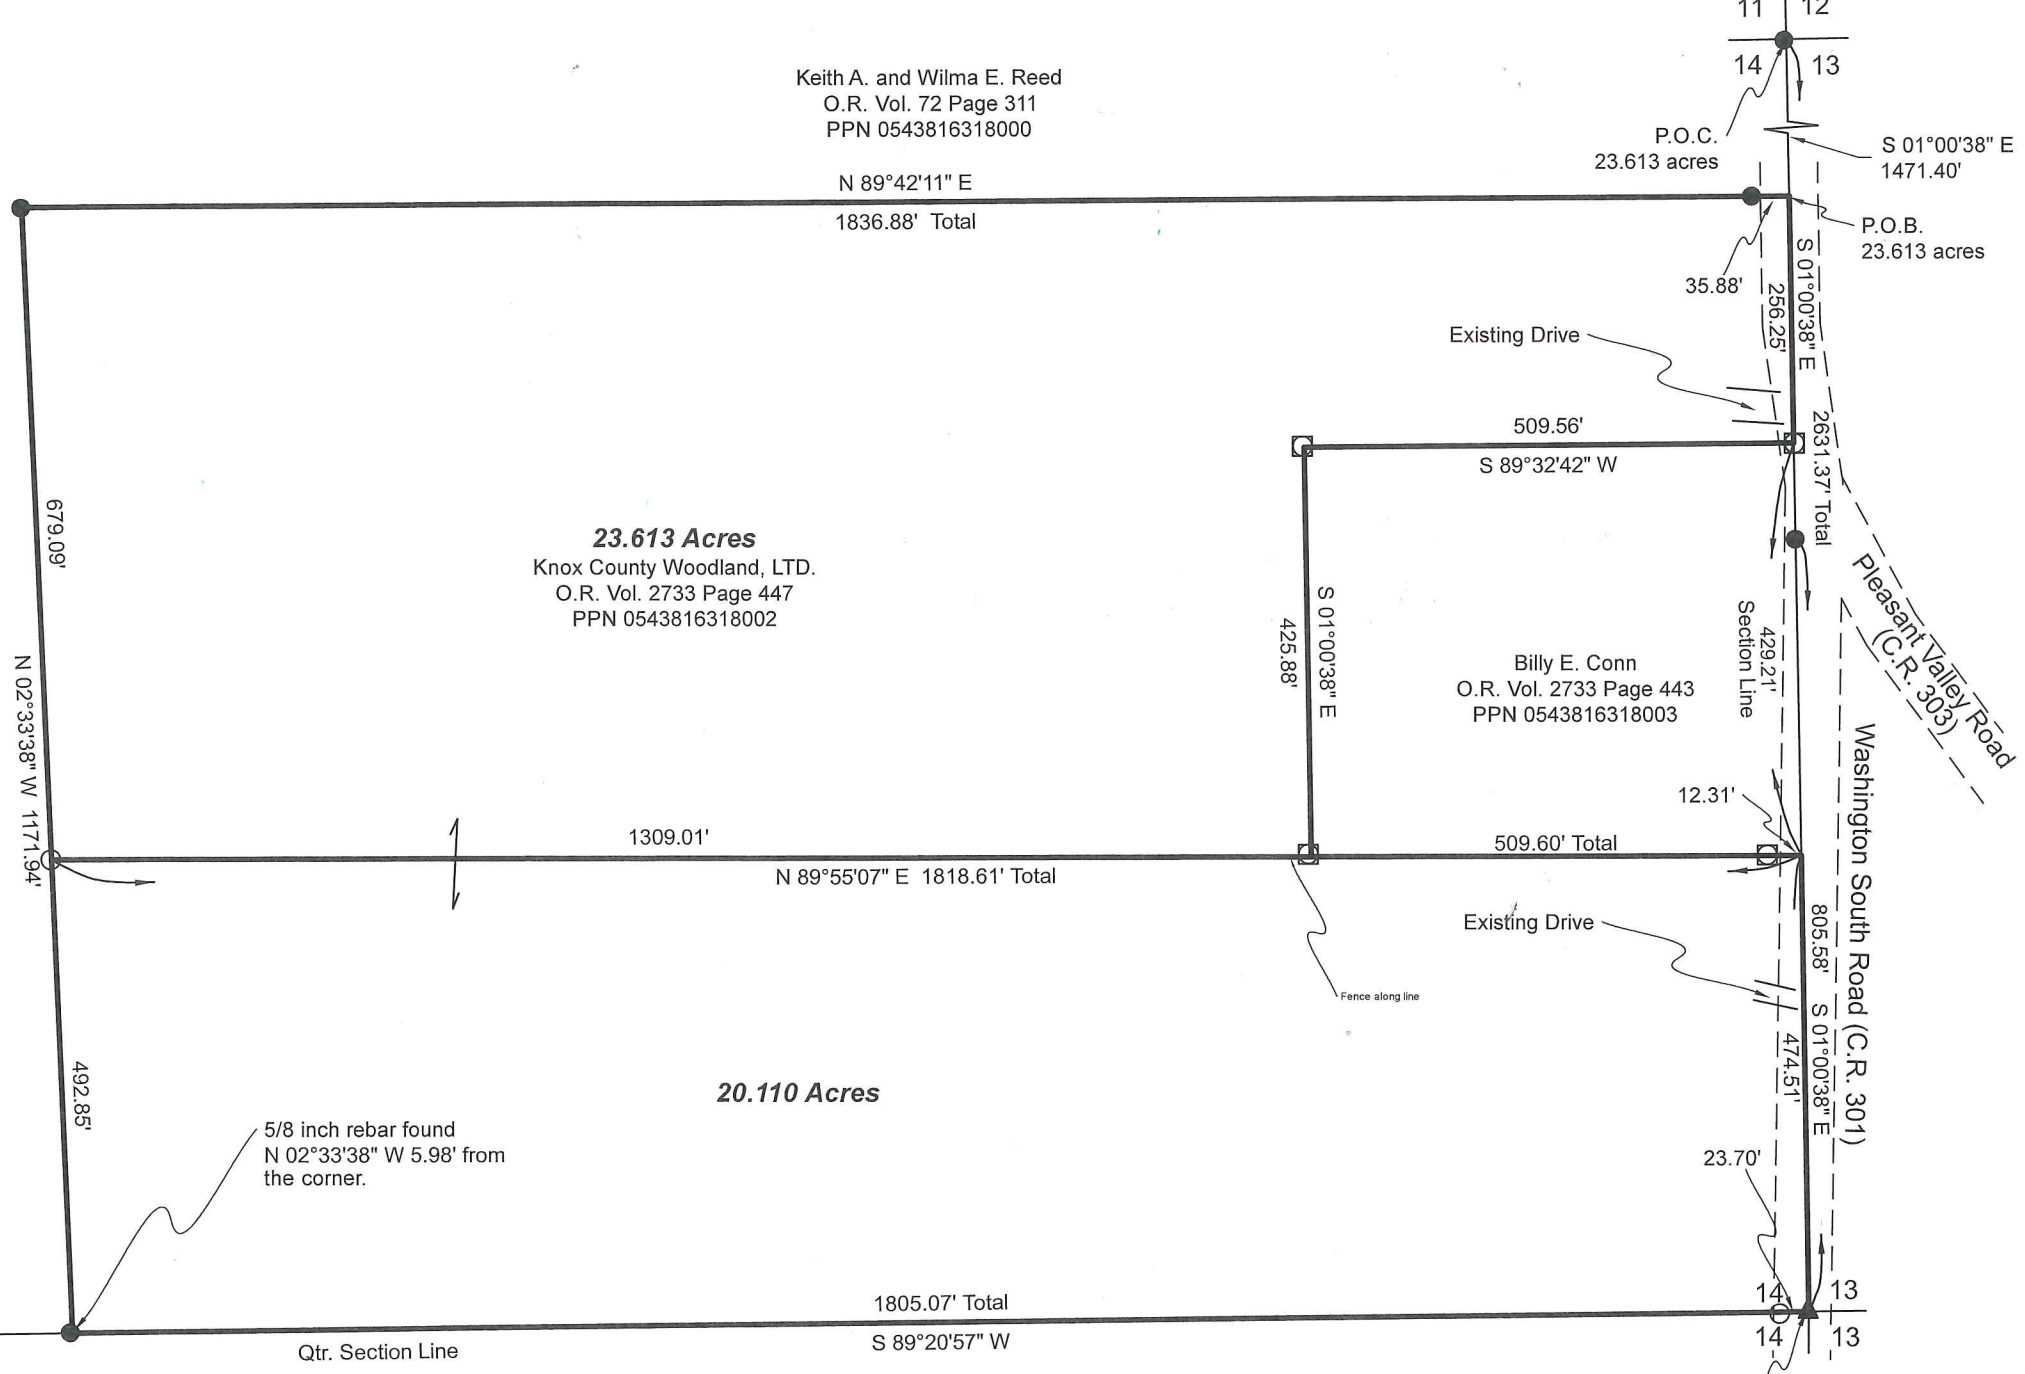 11 12
14 13
Keith A. and Wilma E. Reed
O.R. Vol. 72 Page 311
PPN 0543816318000
P.O.C.
23.613 acres
S 01°00'38" E
1471.40'
N 89°42'11" E
1836.88' Total
P.O.B.
23.613 acres
35.88'
S 01°00'38" E
256.25'
Existing Drive
509.56'
S 89°32'42" W
2631.37' Total
679.09'
23.613 Acres
Knox County Woodland, LTD.
O.R. Vol. 2733 Page 447
PPN 0543816318002
S 01°00'38" E
425.88'
Billy E. Conn
O.R. Vol. 2733 Page 443
PPN 0543816318003
429.21'
Section Line
Pleasant Valley Road
(C.R. 303)
N 02°33'38" W 1171.94'
12.31'
1309.01'
509.60' Total
N 89°55'07" E 1818.61' Total
Washington South Road (C.R. 301)
Existing Drive
805.58' S 01°00'38" E
474.51'
Fence along line
20.110 Acres
492.85'
5/8 inch rebar found
N 02°33'38" W 5.98' from
the corner.
23.70'
1805.07' Total
S 89°20'57" W
14 13
14 13
Qtr. Section Line